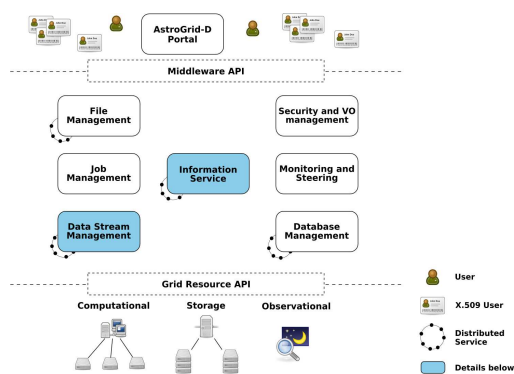 AstroGrid-D
Portal
Middleware API
File
Management
Security and VO
management
Job
Management
Information
Service
Monitoring and
Steering
Data Stream
Management
Database
Management
Grid Resource API
Computational
Storage
Observational
User
X.509 User
Distributed
Service
Details below